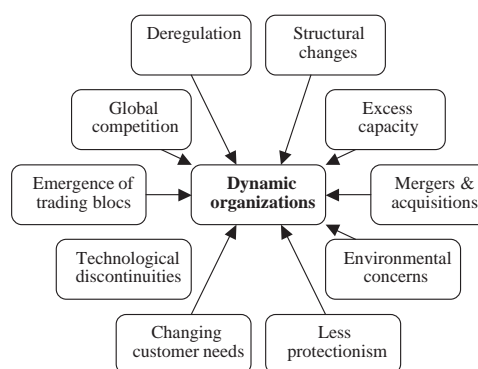 Deregulation
Structural
changes
Global
competition
Excess
capacity
Emergence of
trading blocs
Dynamic
organizations
Mergers &
acquisitions
Technological
discontinuities
Environmental
concerns
Changing
customer needs
Less
protectionism